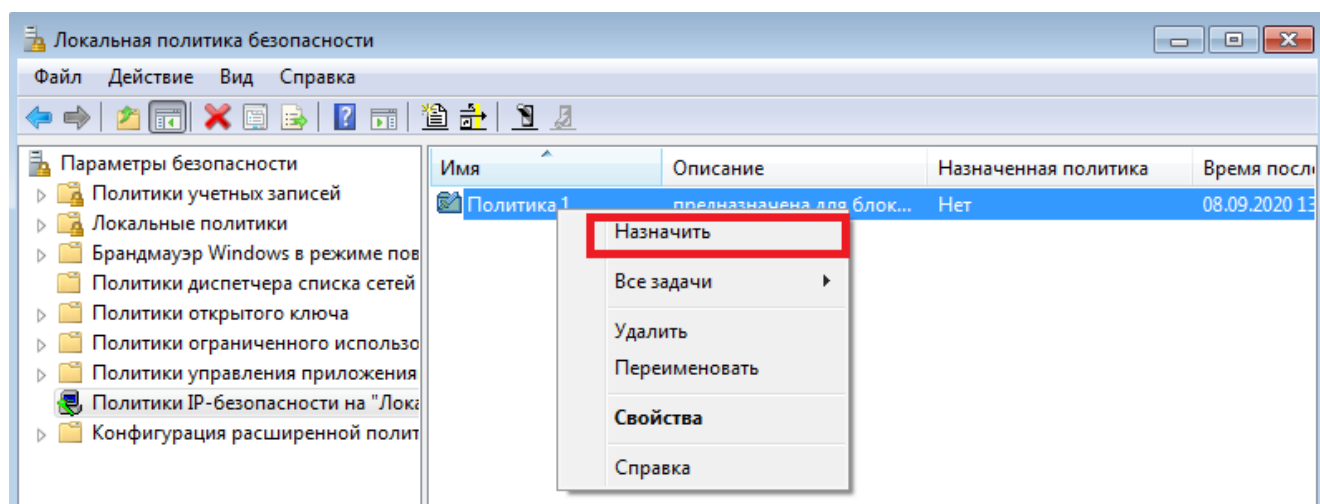 Локальная политика безопасности
Файл Действие Вид Справка
Параметры безопасности
Политики учетных записей
Локальные политики
Брандмауэр Windows в режиме пов
Политики диспетчера списка сетей
Политики открытого ключа
Политики ограниченного использо
Политики управления приложения
Политики IP-безопасности на "Лока
Конфигурация расширенной полит
Имя Описание Назначенная политика Время после
Политика 1 предназначена для блок... Нет 08.09.2020 13
Назначить
Все задачи
Удалить
Переименовать
Свойства
Справка